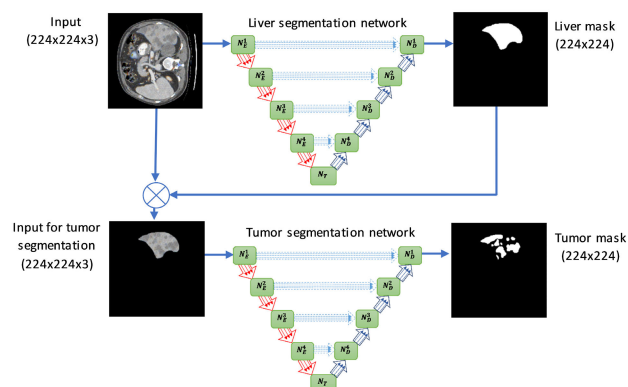 Input
(224x224x3)
Liver segmentation network
Liver mask
(224x224)
N_E^1
N_D^1
N_E^2
N_D^2
N_E^3
N_D^3
N_E^4
N_D^4
N_T
Input for tumor
segmentation
(224x224x3)
Tumor segmentation network
Tumor mask
(224x224)
N_E^1
N_D^1
N_E^2
N_D^2
N_E^3
N_D^3
N_E^4
N_D^4
N_T